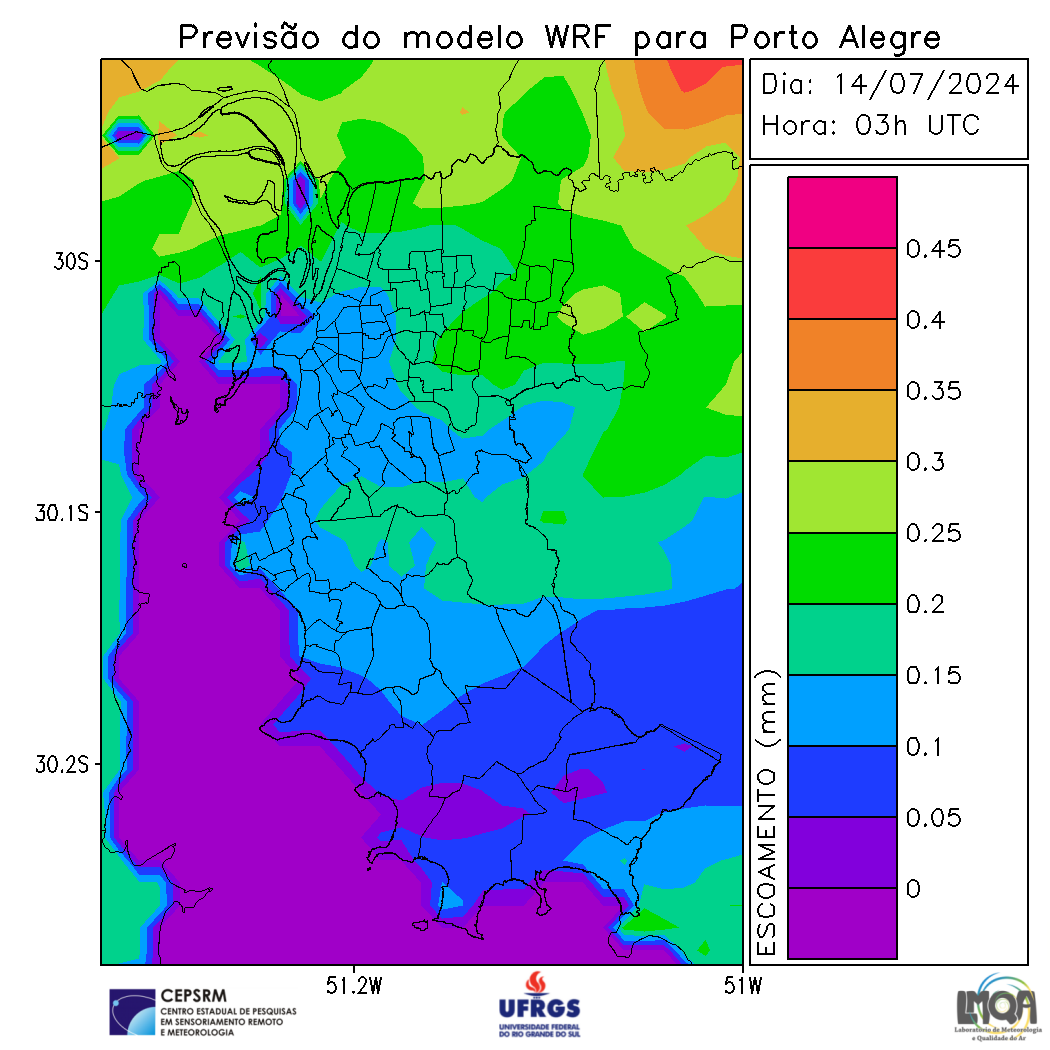 Previsão do modelo WRF para Porto Alegre
Dia: 14/07/2024
Hora: 03h UTC
30S
30.1S
30.2S
51.2W
51W
ESCOAMENTO (mm)
0.45
0.4
0.35
0.3
0.25
0.2
0.15
0.1
0.05
0
CEPSRM
CENTRO ESTADUAL DE PESQUISAS
EM SENSORIAMENTO REMOTO
E METEOROLOGIA
UFRGS
UNIVERSIDADE FEDERAL
DO RIO GRANDE DO SUL
LMQA
Laboratório de Meteorologia
e Qualidade do Ar